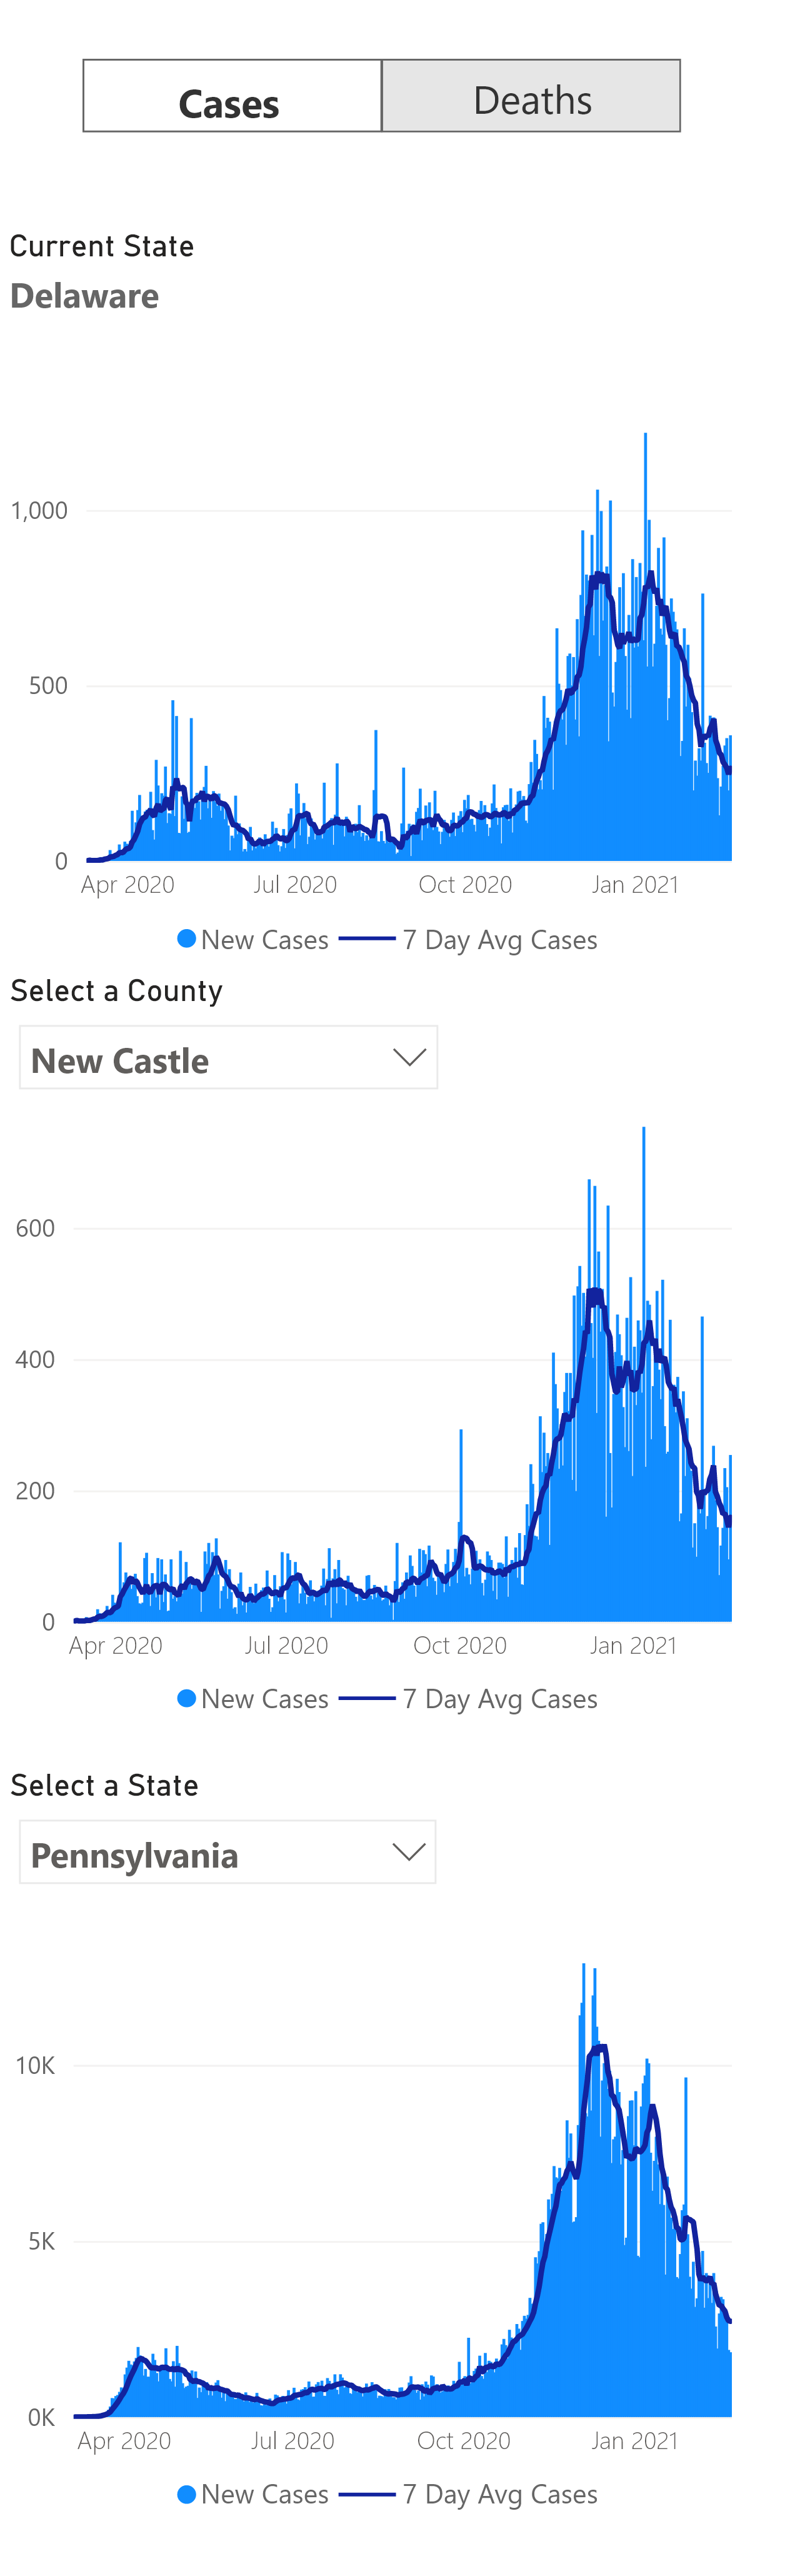 Cases Deaths
Current State
Delaware
1,000
500
0
Apr 2020 Jul 2020 Oct 2020 Jan 2021
New Cases 7 Day Avg Cases
Select a County
New Castle
600
400
200
0
Apr 2020 Jul 2020 Oct 2020 Jan 2021
New Cases 7 Day Avg Cases
Select a State
Pennsylvania
10K
5K
0K
Apr 2020 Jul 2020 Oct 2020 Jan 2021
New Cases 7 Day Avg Cases